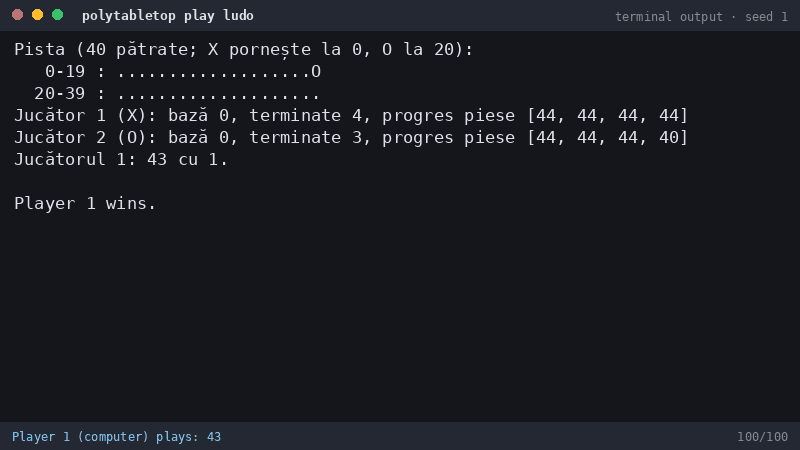 polytabletop play ludo
terminal output · seed 1
Pista (40 pătrate; X pornește la 0, O la 20):
0-19 : ...................O
20-39 : ....................
Jucător 1 (X): bază 0, terminate 4, progres piese [44, 44, 44, 44]
Jucător 2 (O): bază 0, terminate 3, progres piese [44, 44, 44, 40]
Jucătorul 1: 43 cu 1.
Player 1 wins.
Player 1 (computer) plays: 43
100/100